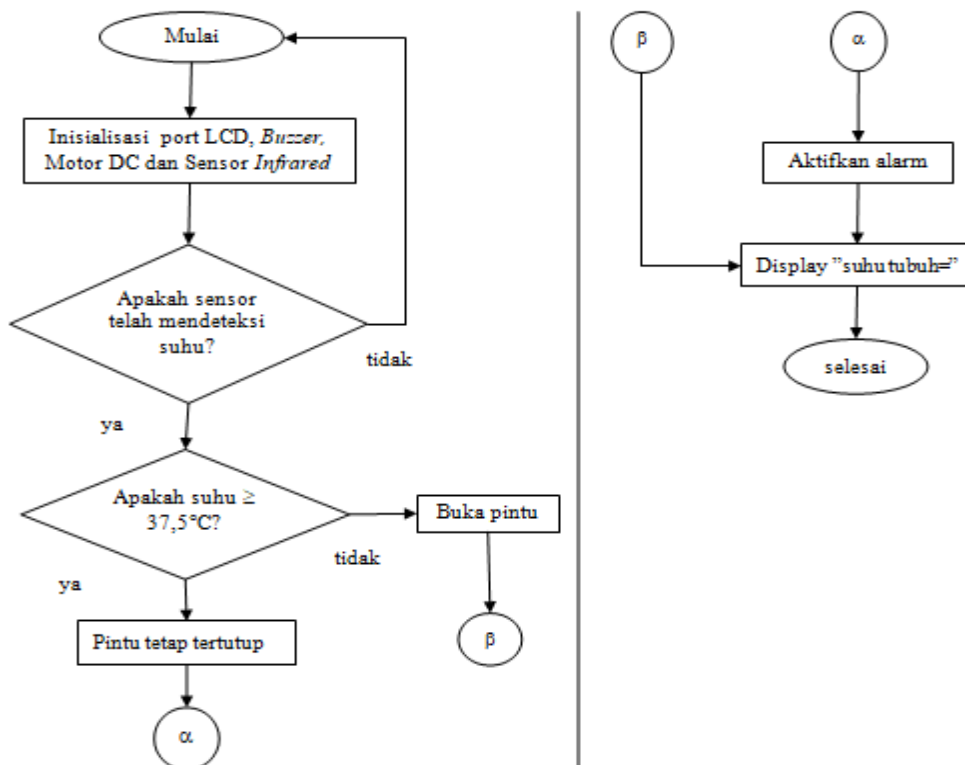 Mulai
Inisialisasi port LCD, Buzzer,
Motor DC dan Sensor Infrared
Apakah sensor
telah mendeteksi
suhu?
tidak
ya
Apakah suhu ≥
37,5°C?
tidak
Buka pintu
ya
Pintu tetap tertutup
β
α
β
α
Aktifkan alarm
Display ”suhu tubuh=”
selesai